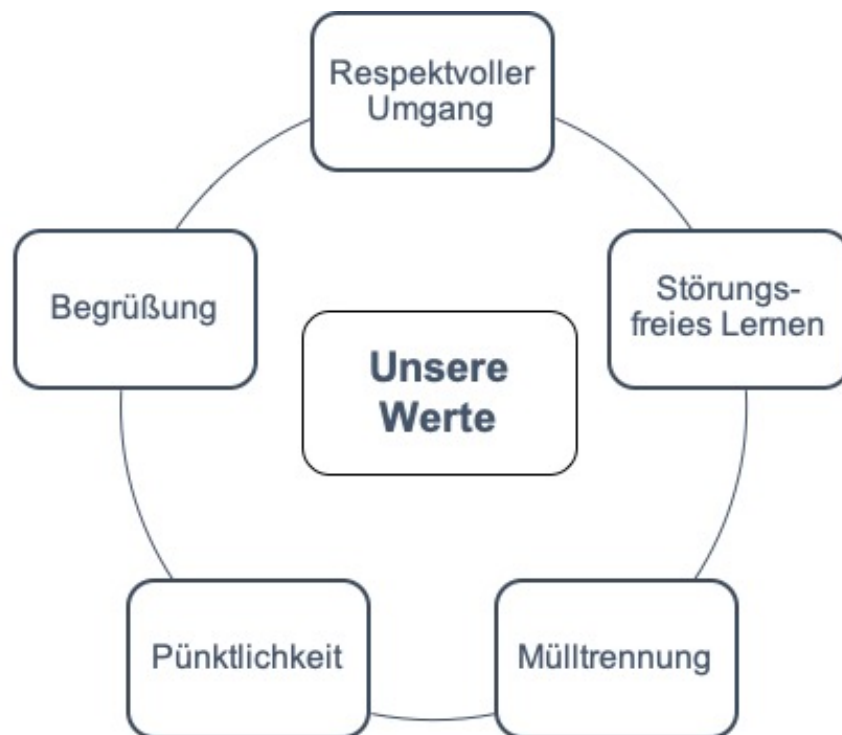 Respektvoller
Umgang
Störungs-
freies Lernen
Mülltrennung
Pünktlichkeit
Begrüßung
Unsere
Werte